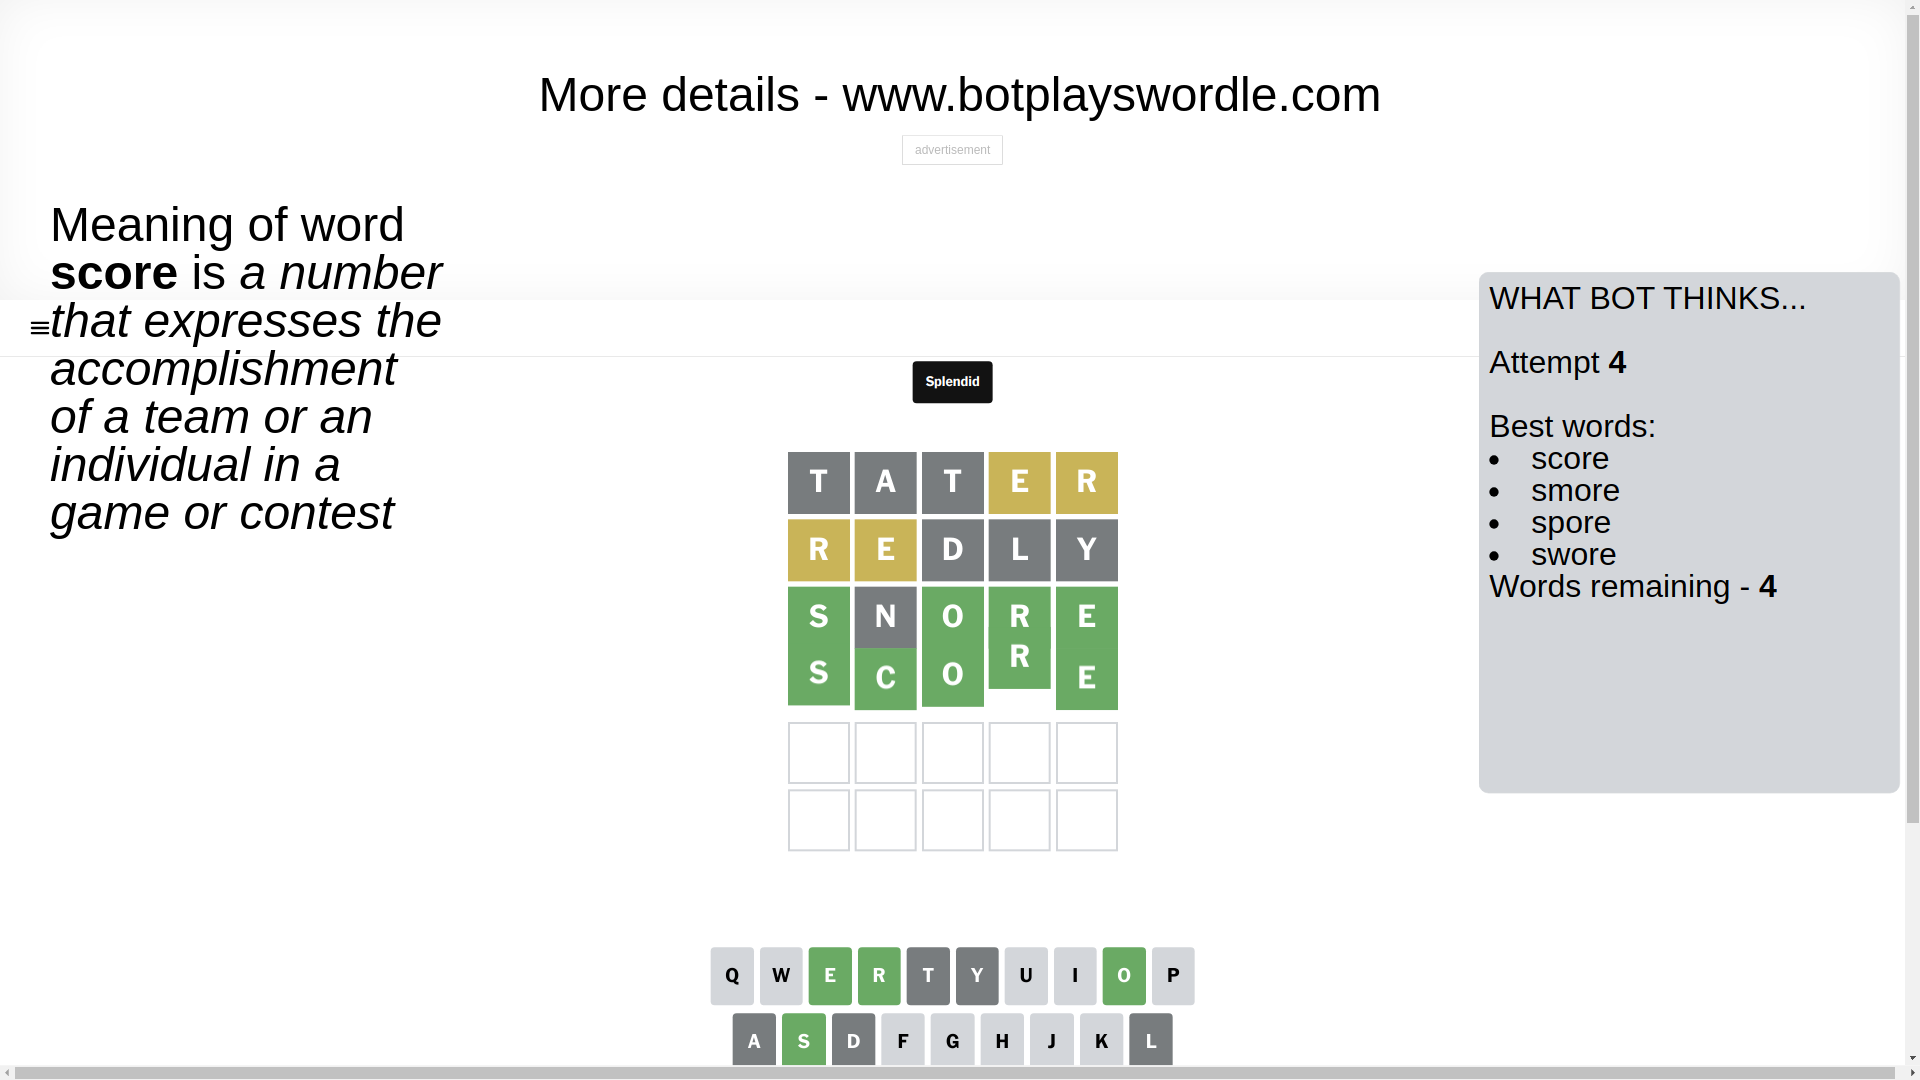 More details - www.botplayswordle.com
advertisement
Meaning of word
score is a number
that expresses the
accomplishment
of a team or an
individual in a
game or contest
WHAT BOT THINKS...
Attempt 4
Best words:
• score
• smore
• spore
• swore
Words remaining - 4
Splendid
T A T E R
R E D L Y
S N O R E
S C O R E
Q W E R T Y U I O P
A S D F G H J K L